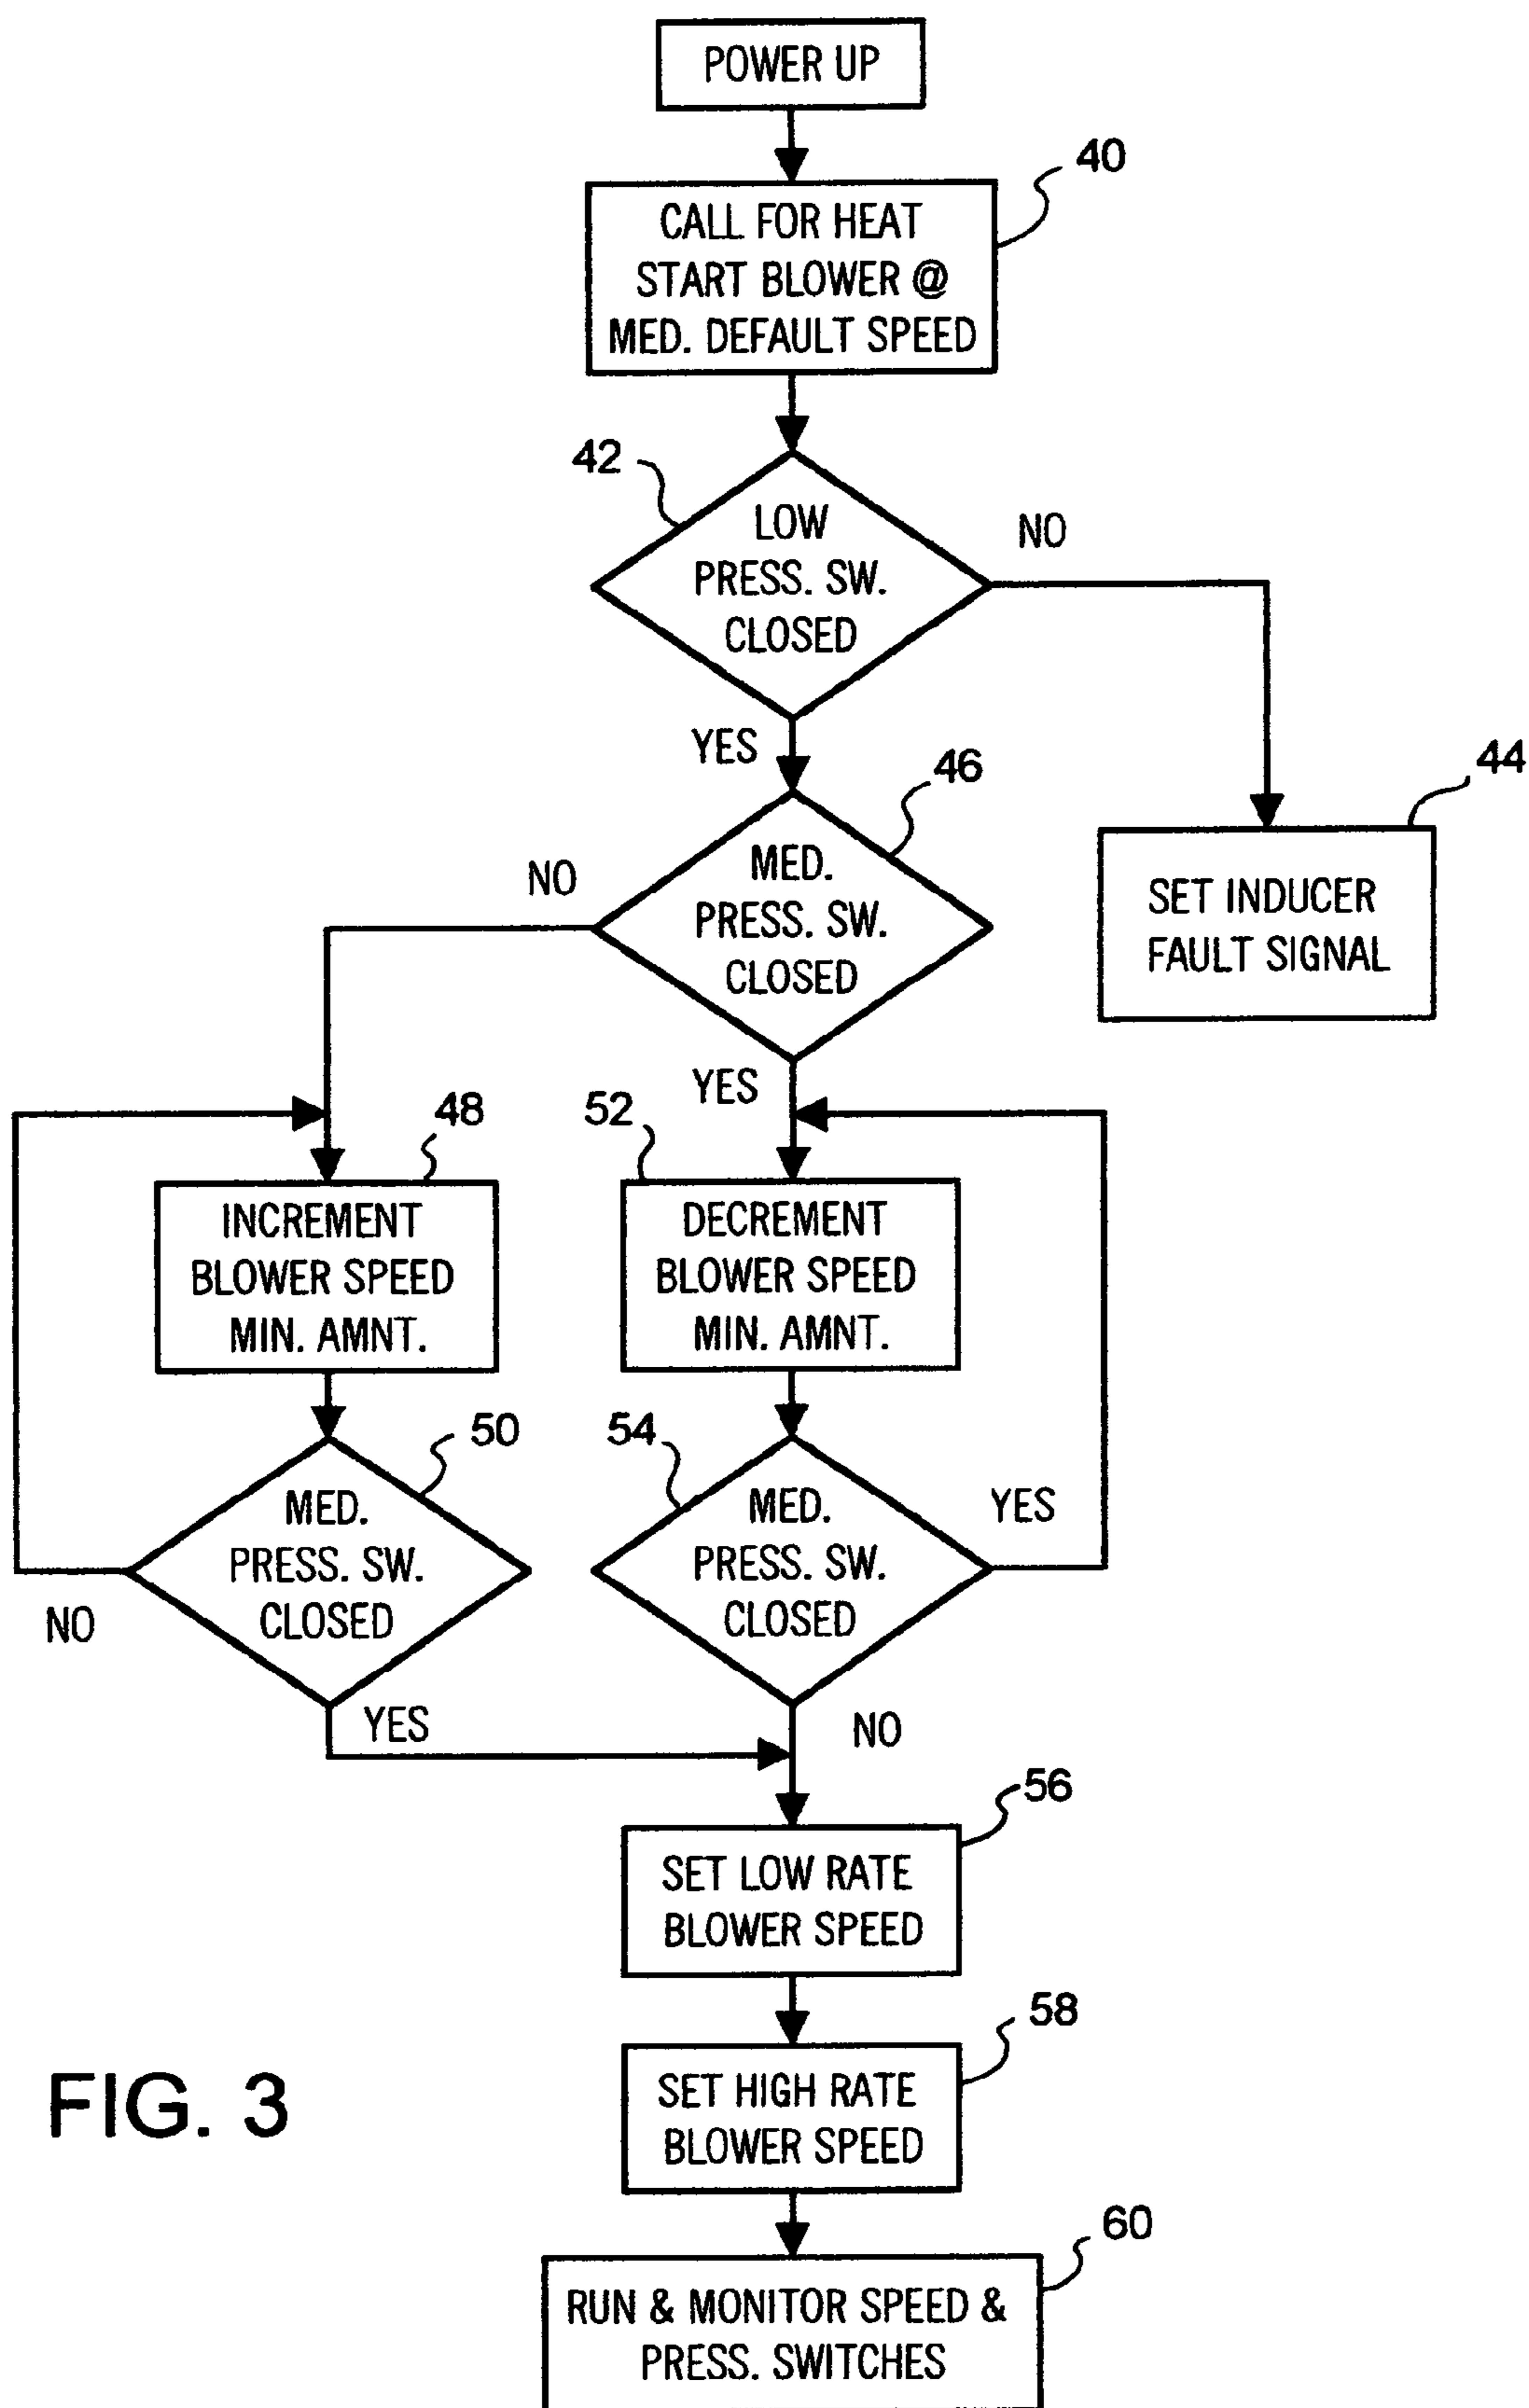 POWER UP
40
CALL FOR HEAT
START BLOWER @
MED. DEFAULT SPEED
42
LOW
PRESS. SW.
CLOSED
NO
YES
44
SET INDUCER
FAULT SIGNAL
46
MED.
PRESS. SW.
CLOSED
NO
YES
48
INCREMENT
BLOWER SPEED
MIN. AMNT.
52
DECREMENT
BLOWER SPEED
MIN. AMNT.
50
MED.
PRESS. SW.
CLOSED
NO
YES
54
MED.
PRESS. SW.
CLOSED
YES
NO
56
SET LOW RATE
BLOWER SPEED
58
SET HIGH RATE
BLOWER SPEED
60
RUN & MONITOR SPEED &
PRESS. SWITCHES
FIG. 3